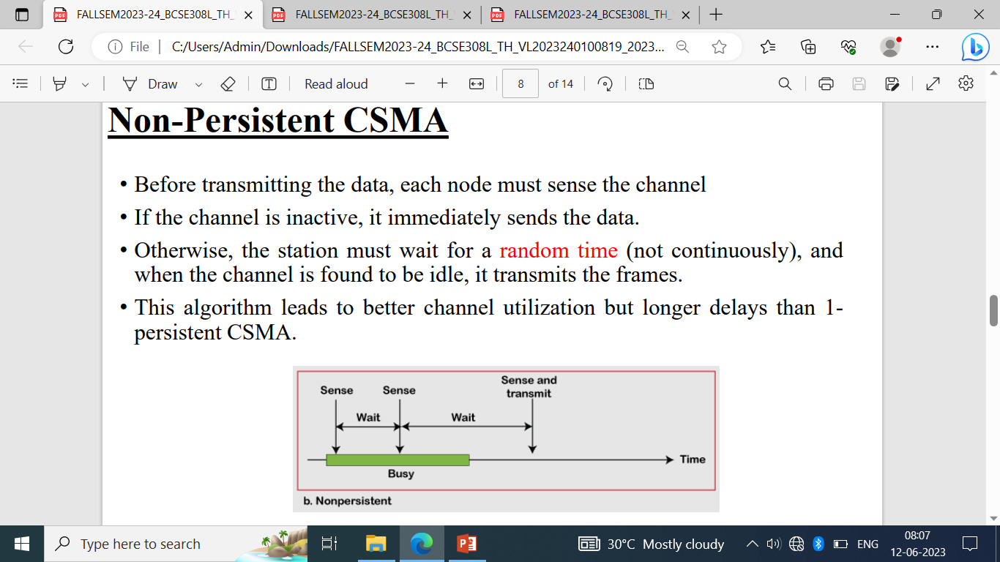 FALLSEM2023-24_BCSE308L_TH_
FALLSEM2023-24_BCSE308L_TH_
FALLSEM2023-24_BCSE308L_TH_
File
C:/Users/Admin/Downloads/FALLSEM2023-24_BCSE308L_TH_VL2023240100819_2023...
Draw
Read aloud
8
of 14
Non-Persistent CSMA
• Before transmitting the data, each node must sense the channel
• If the channel is inactive, it immediately sends the data.
• Otherwise, the station must wait for a random time (not continuously), and
when the channel is found to be idle, it transmits the frames.
• This algorithm leads to better channel utilization but longer delays than 1-
persistent CSMA.
Sense
Sense
Sense and
transmit
Wait
Wait
Time
Busy
b. Nonpersistent
Type here to search
30°C Mostly cloudy
ENG
08:07
12-06-2023